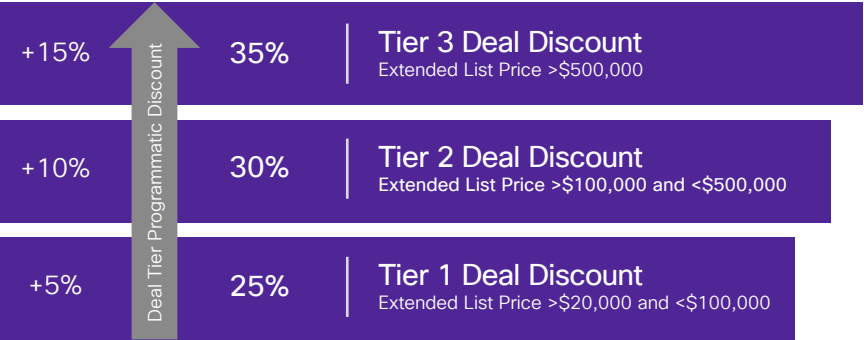 +15%
35%
Tier 3 Deal Discount
Extended List Price >$500,000
+10%
30%
Tier 2 Deal Discount
Extended List Price >$100,000 and <$500,000
+5%
25%
Tier 1 Deal Discount
Extended List Price >$20,000 and <$100,000
Deal Tier Programmatic Discount